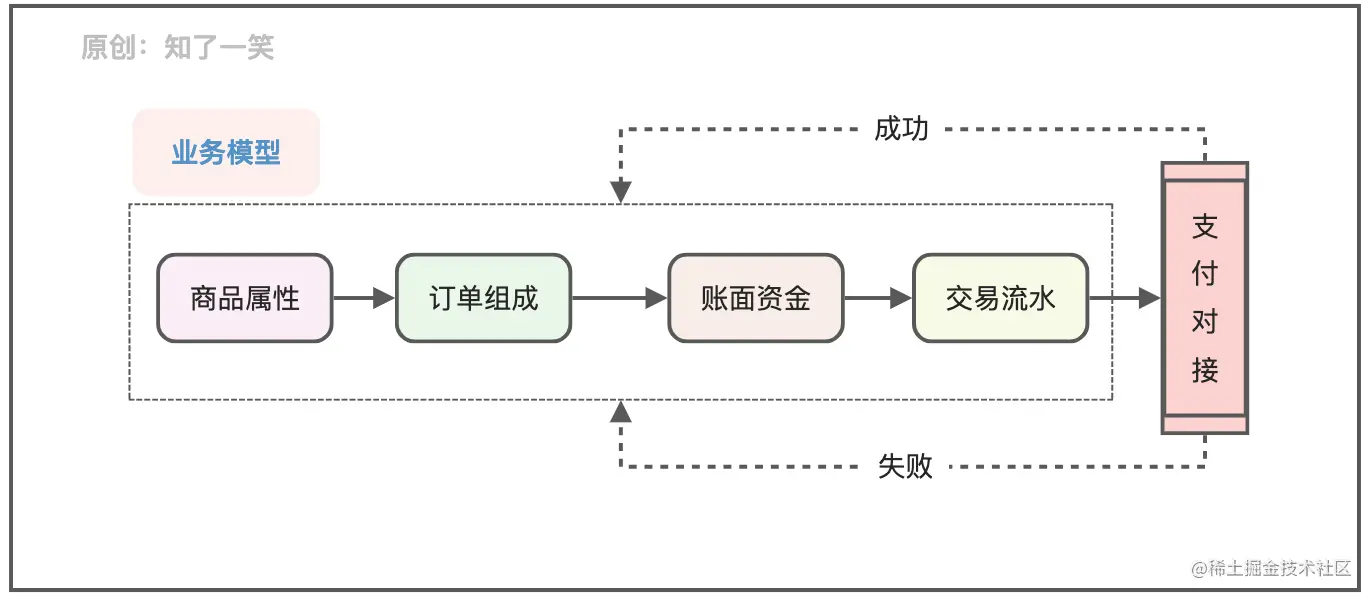 原创：知了一笑
业务模型
成功
商品属性
订单组成
账面资金
交易流水
支付对接
失败
@稀土掘金技术社区